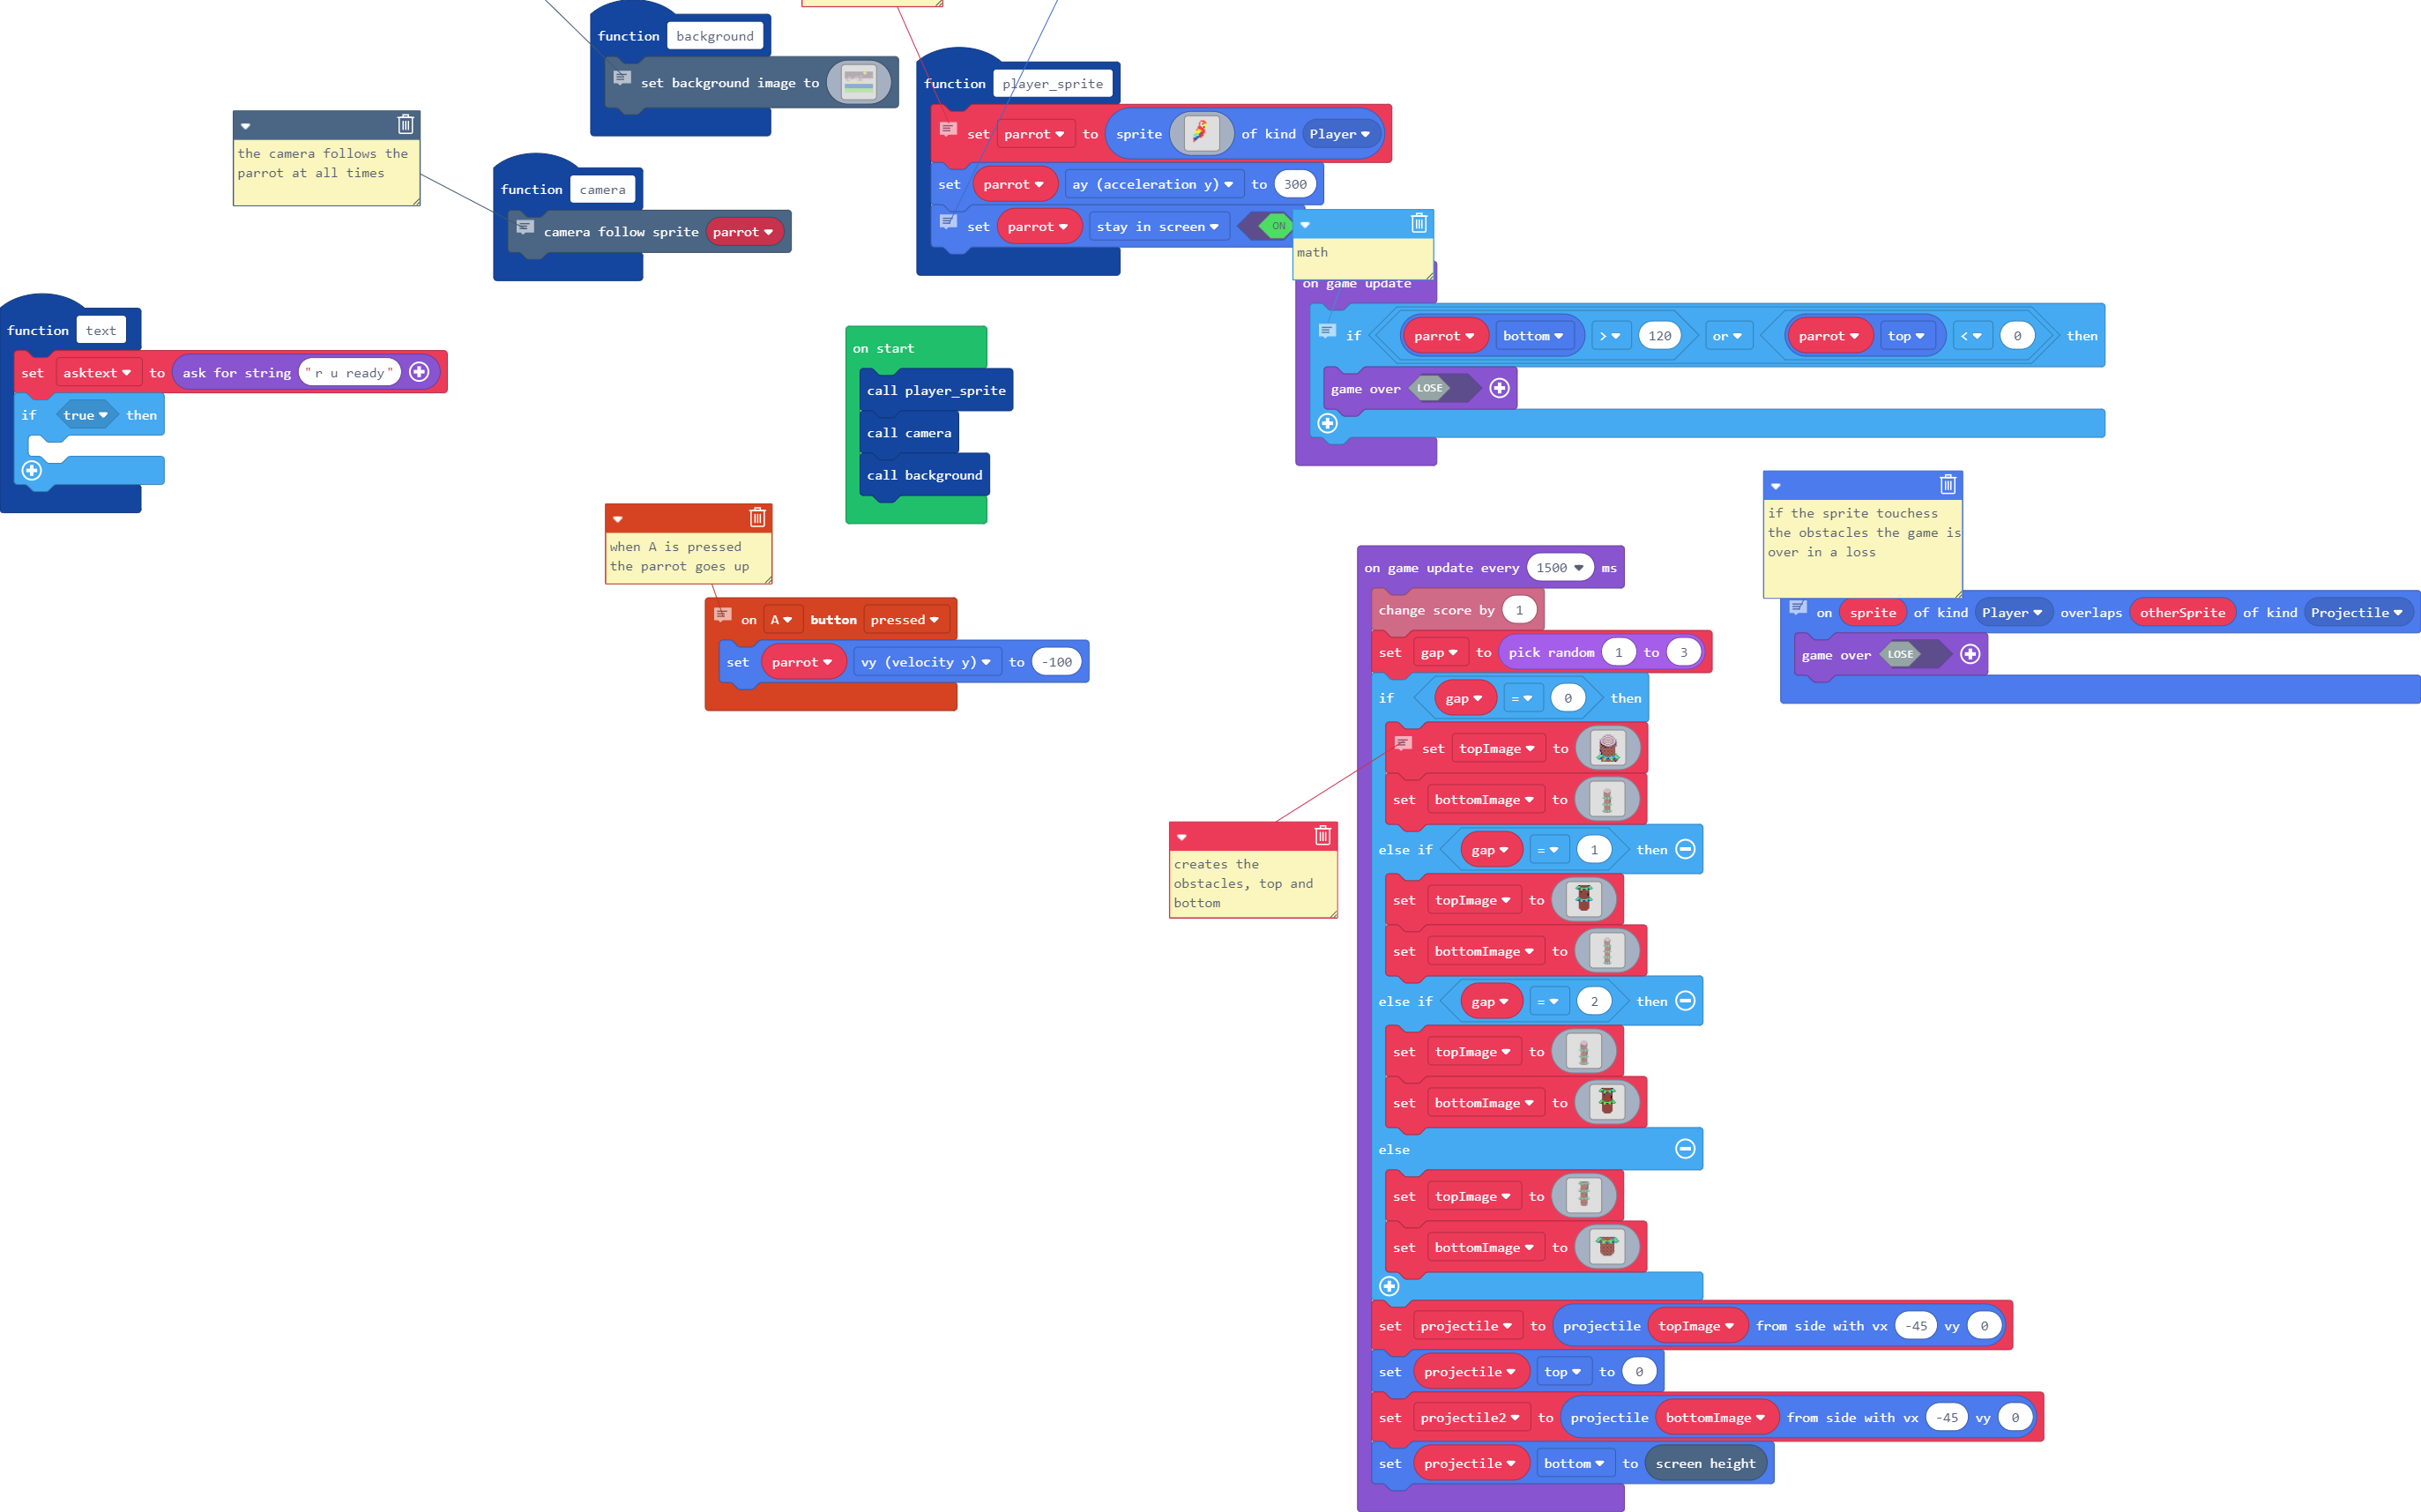 function background
set background image to
the camera follows the
parrot at all times
function camera
camera follow sprite parrot
function player_sprite
set parrot to sprite of kind Player
set parrot ay (acceleration y) to 300
set parrot stay in screen ON
math
on game update
if parrot bottom > 120 or parrot top < 0 then
game over LOSE
function text
set asktext to ask for string "r u ready"
if true then
on start
call player_sprite
call camera
call background
when A is pressed
the parrot goes up
on A button pressed
set parrot vy (velocity y) to -100
if the sprite touchess
the obstacles the game is
over in a loss
on sprite of kind Player overlaps otherSprite of kind Projectile
game over LOSE
on game update every 1500 ms
change score by 1
set gap to pick random 1 to 3
if gap = 0 then
set topImage to
set bottomImage to
else if gap = 1 then
set topImage to
set bottomImage to
else if gap = 2 then
set topImage to
set bottomImage to
else
set topImage to
set bottomImage to
creates the
obstacles, top and
bottom
set projectile to projectile topImage from side with vx -45 vy 0
set projectile top to 0
set projectile2 to projectile bottomImage from side with vx -45 vy 0
set projectile bottom to screen height